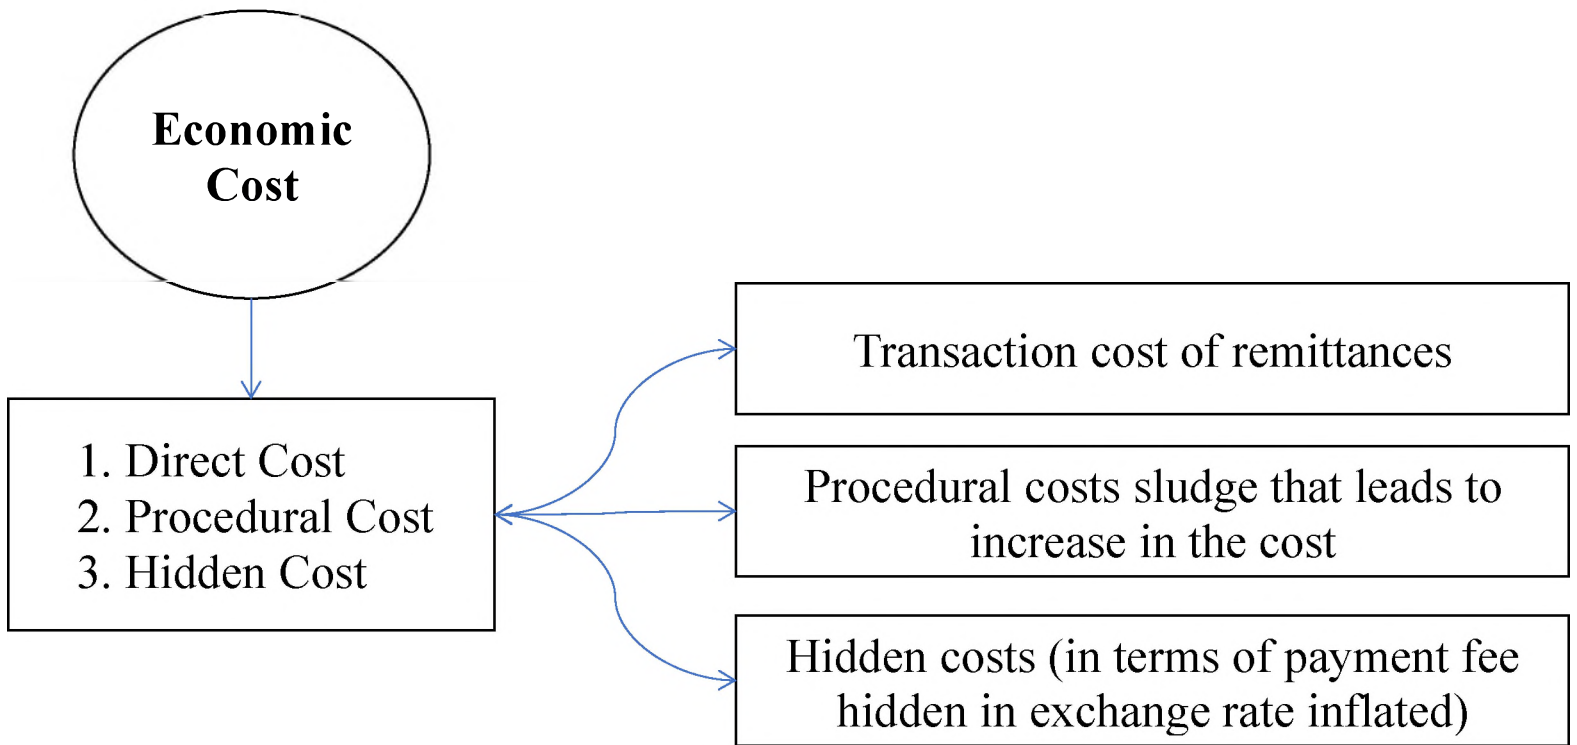 Economic
Cost
1. Direct Cost
2. Procedural Cost
3. Hidden Cost
Transaction cost of remittances
Procedural costs sludge that leads to
increase in the cost
Hidden costs (in terms of payment fee
hidden in exchange rate inflated)